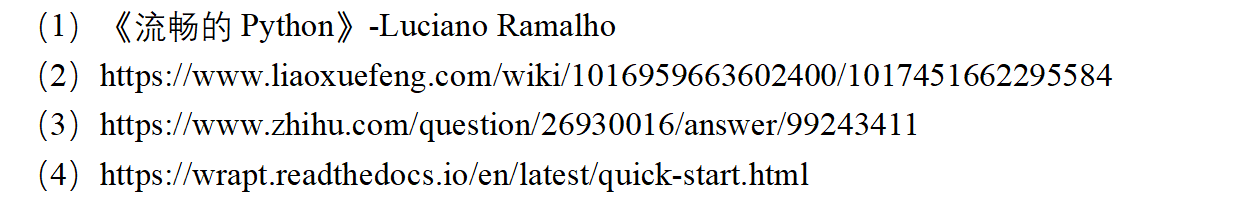 （1）《流畅的 Python》-Luciano Ramalho
（2）https://www.liaoxuefeng.com/wiki/1016959663602400/1017451662295584
（3）https://www.zhihu.com/question/26930016/answer/99243411
（4）https://wrapt.readthedocs.io/en/latest/quick-start.html